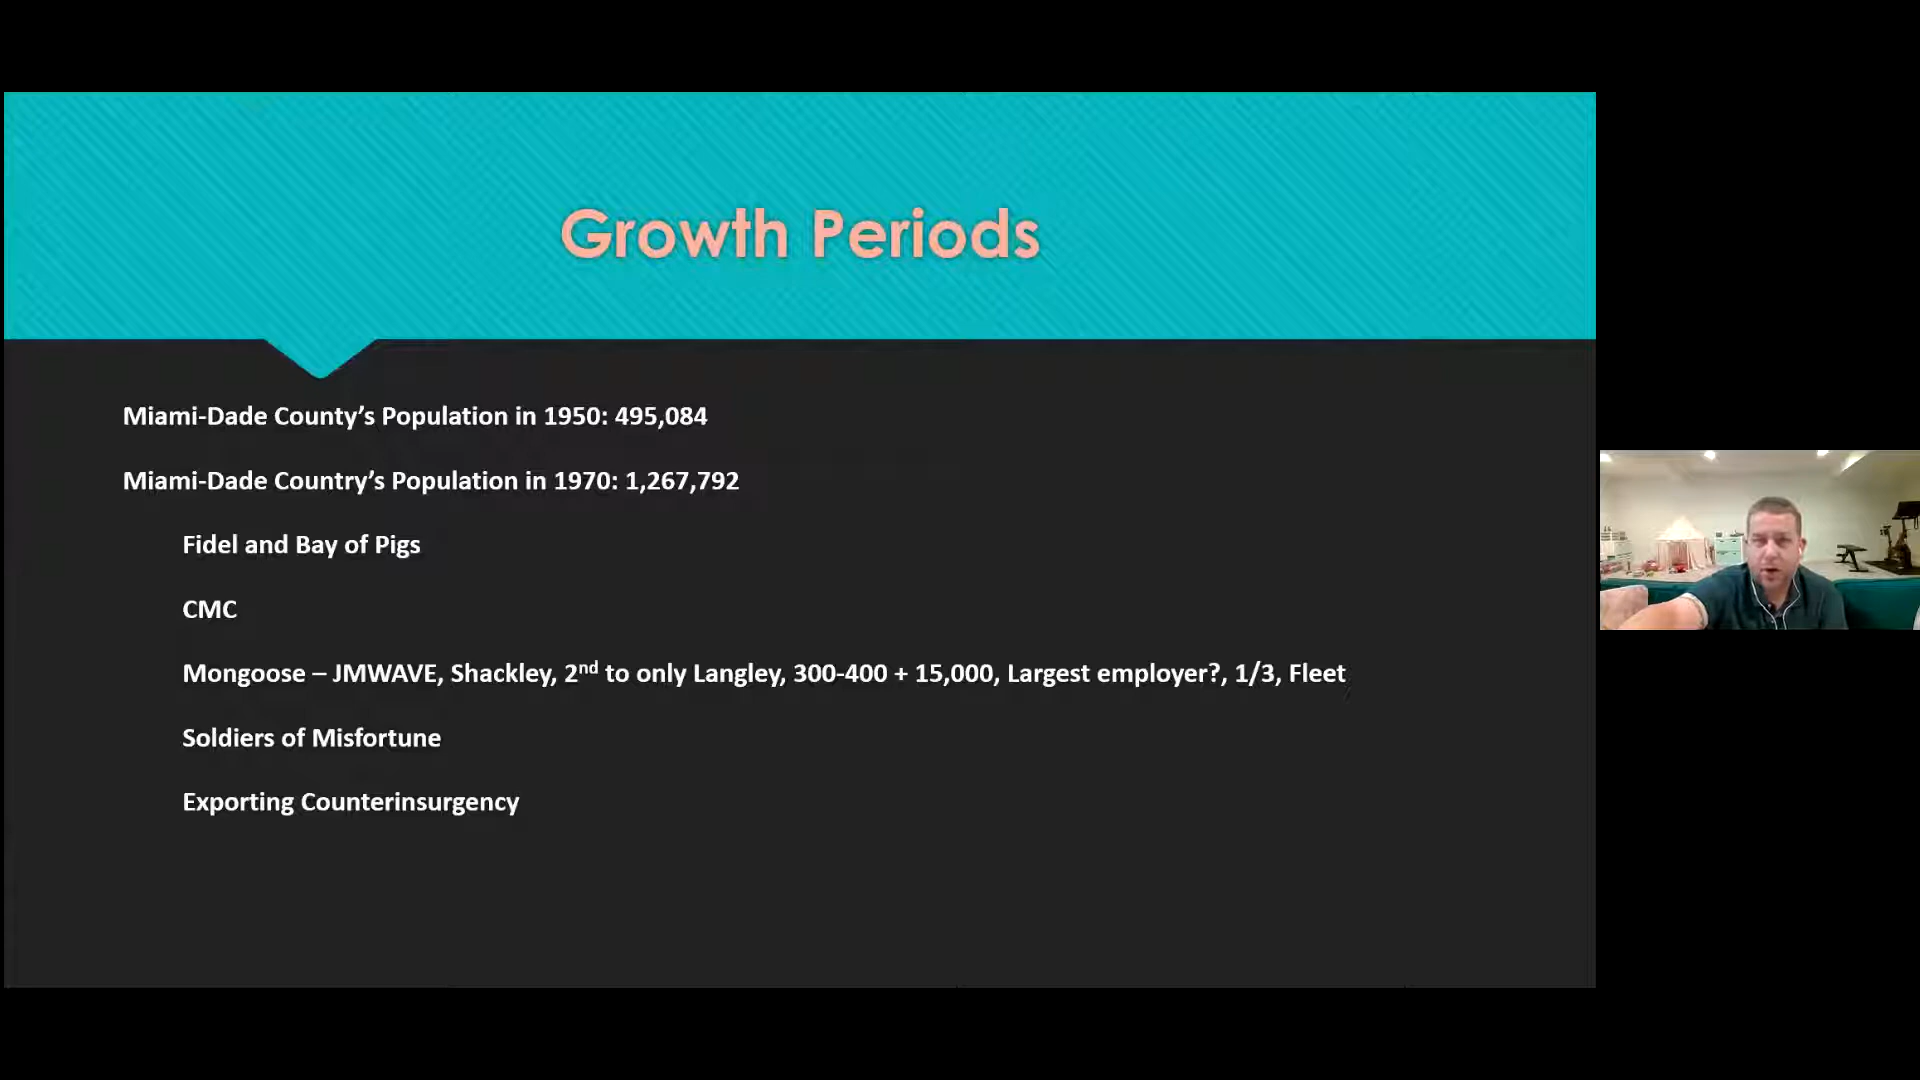 Growth Periods
Miami-Dade County’s Population in 1950: 495,084
Miami-Dade Country’s Population in 1970: 1,267,792
Fidel and Bay of Pigs
CMC
Mongoose – JMWAVE, Shackley, 2nd to only Langley, 300-400 + 15,000, Largest employer?, 1/3, Fleet
Soldiers of Misfortune
Exporting Counterinsurgency